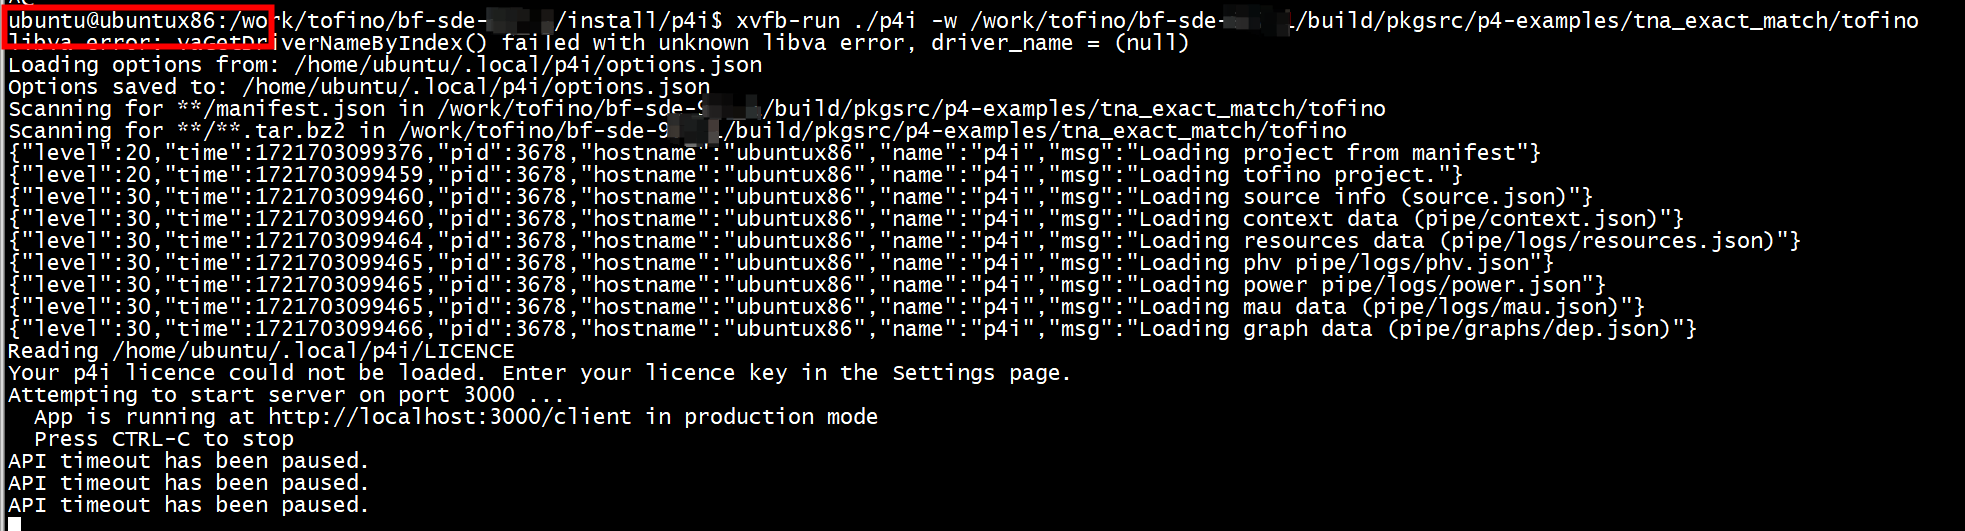 ubuntu@ubuntux86:/work/tofino/bf-sde- /install/p4i$ xvfb-run ./p4i -w /work/tofino/bf-sde- /build/pkgsrc/p4-examples/tna_exact_match/tofino
libva error: vaGetDriverNameByIndex() failed with unknown libva error, driver_name = (null)
Loading options from: /home/ubuntu/.local/p4i/options.json
Options saved to: /home/ubuntu/.local/p4i/options.json
Scanning for **/manifest.json in /work/tofino/bf-sde-9 /build/pkgsrc/p4-examples/tna_exact_match/tofino
Scanning for **/**.tar.bz2 in /work/tofino/bf-sde-9 /build/pkgsrc/p4-examples/tna_exact_match/tofino
{"level":20,"time":1721703099376,"pid":3678,"hostname":"ubuntux86","name":"p4i","msg":"Loading project from manifest"}
{"level":20,"time":1721703099459,"pid":3678,"hostname":"ubuntux86","name":"p4i","msg":"Loading tofino project."}
{"level":30,"time":1721703099460,"pid":3678,"hostname":"ubuntux86","name":"p4i","msg":"Loading source info (source.json)"}
{"level":30,"time":1721703099460,"pid":3678,"hostname":"ubuntux86","name":"p4i","msg":"Loading context data (pipe/context.json)"}
{"level":30,"time":1721703099464,"pid":3678,"hostname":"ubuntux86","name":"p4i","msg":"Loading resources data (pipe/logs/resources.json)"}
{"level":30,"time":1721703099465,"pid":3678,"hostname":"ubuntux86","name":"p4i","msg":"Loading phv pipe/logs/phv.json"}
{"level":30,"time":1721703099465,"pid":3678,"hostname":"ubuntux86","name":"p4i","msg":"Loading power pipe/logs/power.json"}
{"level":30,"time":1721703099465,"pid":3678,"hostname":"ubuntux86","name":"p4i","msg":"Loading mau data (pipe/logs/mau.json)"}
{"level":30,"time":1721703099466,"pid":3678,"hostname":"ubuntux86","name":"p4i","msg":"Loading graph data (pipe/graphs/dep.json)"}
Reading /home/ubuntu/.local/p4i/LICENCE
Your p4i licence could not be loaded. Enter your licence key in the Settings page.
Attempting to start server on port 3000 ...
App is running at http://localhost:3000/client in production mode
Press CTRL-C to stop
API timeout has been paused.
API timeout has been paused.
API timeout has been paused.